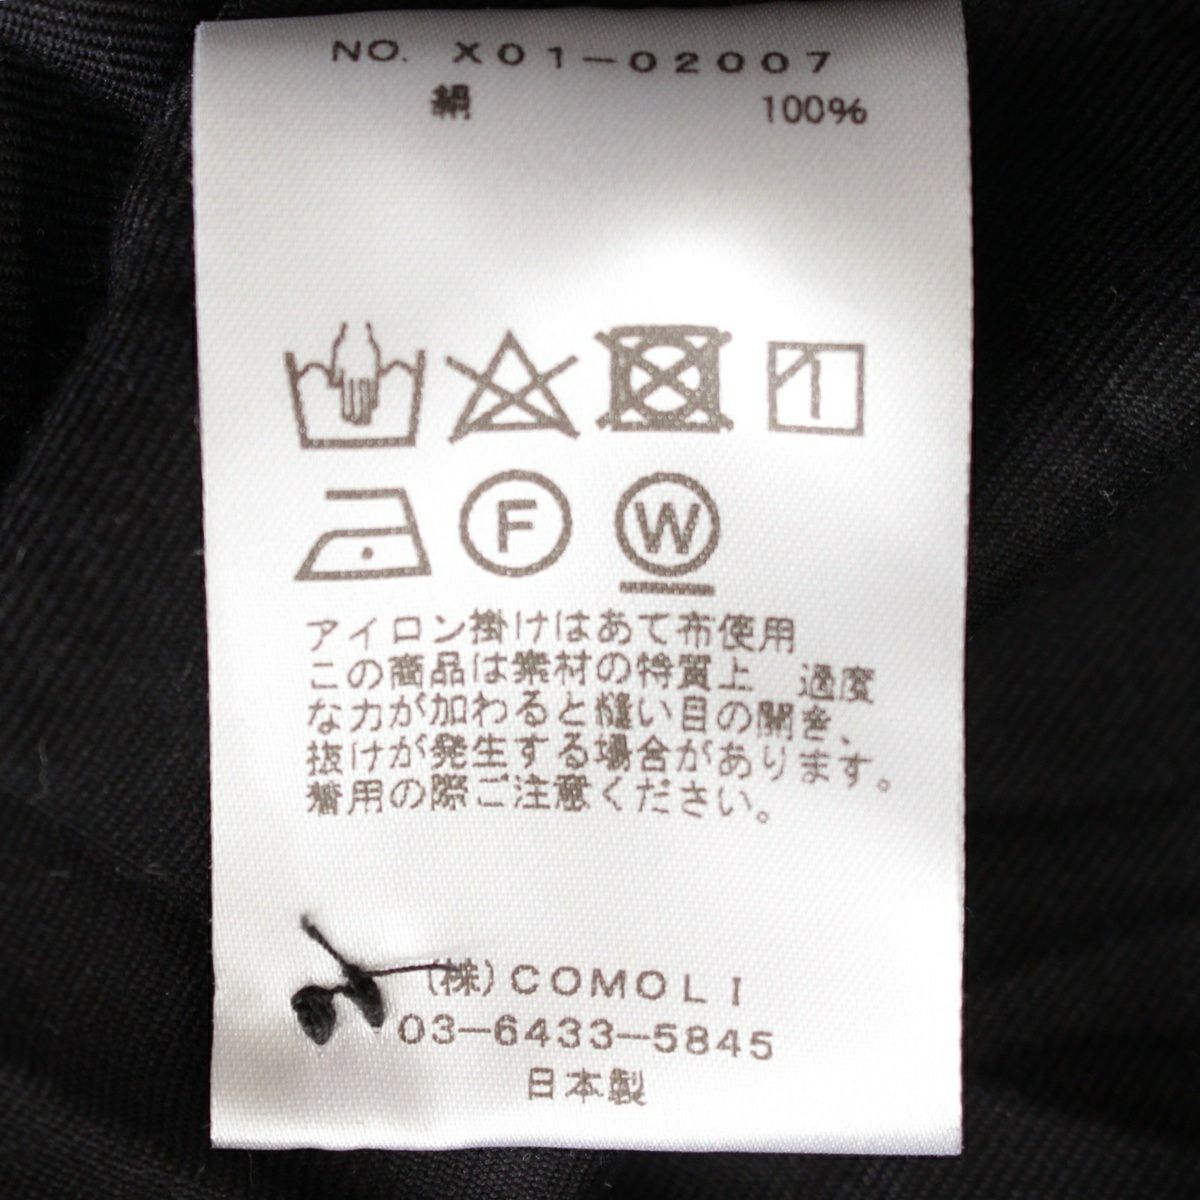 NO. X01-02007
絹 100%
F W
アイロン掛けはあて布使用
この商品は素材の特質上 過度
な力が加わると縫い目の開き、
抜けが発生する場合があります。
着用の際ご注意ください。
(株)COMOLI
03-6433-5845
日本製